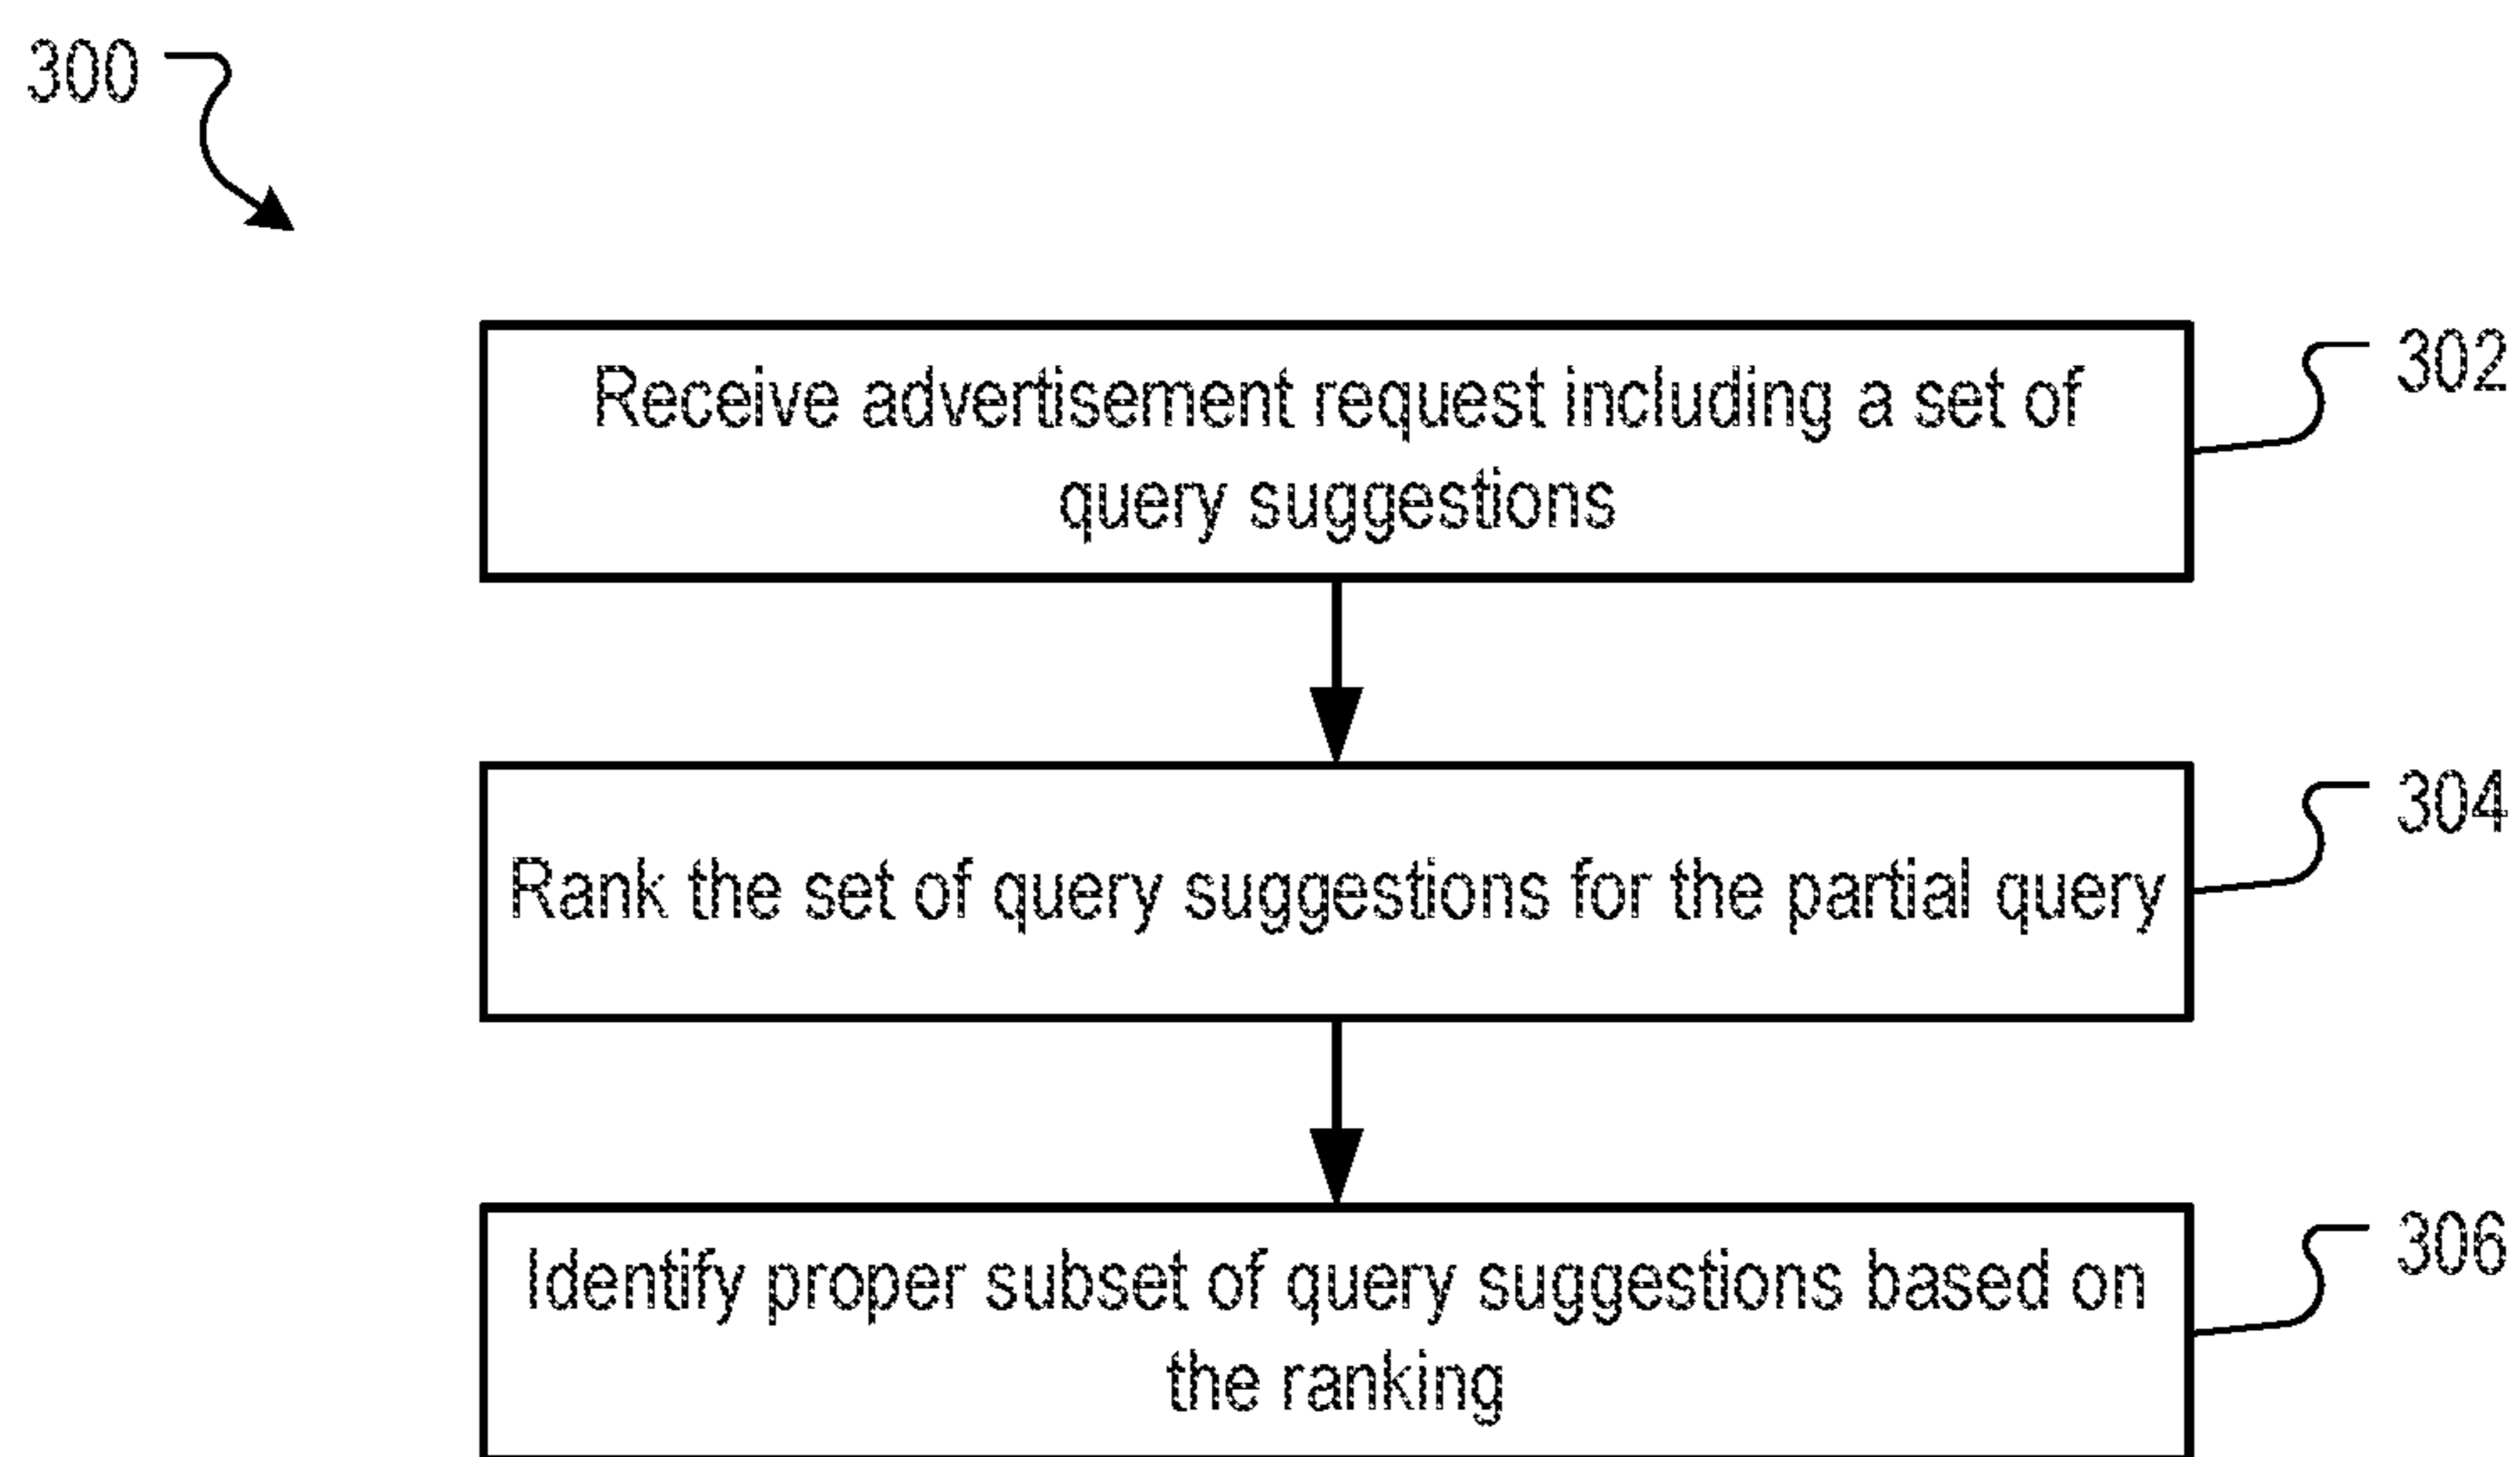 300
302
Receive advertisement request including a set of
query suggestions
304
Rank the set of query suggestions for the partial query
306
Identify proper subset of query suggestions based on
the ranking